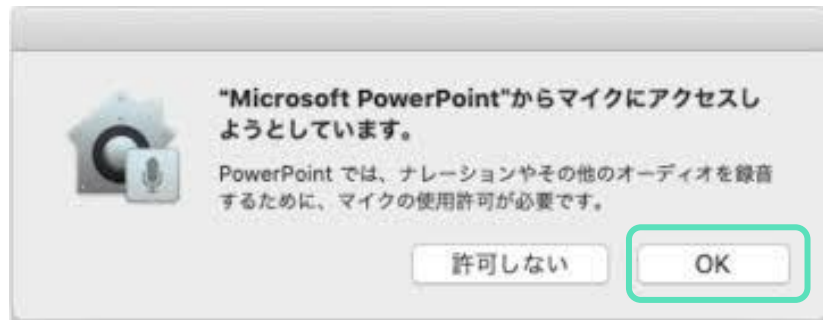 "Microsoft PowerPoint"からマイクにアクセスし
ようとしています。
PowerPoint では、ナレーションやその他のオーディオを録音
するために、マイクの使用許可が必要です。
許可しない
OK